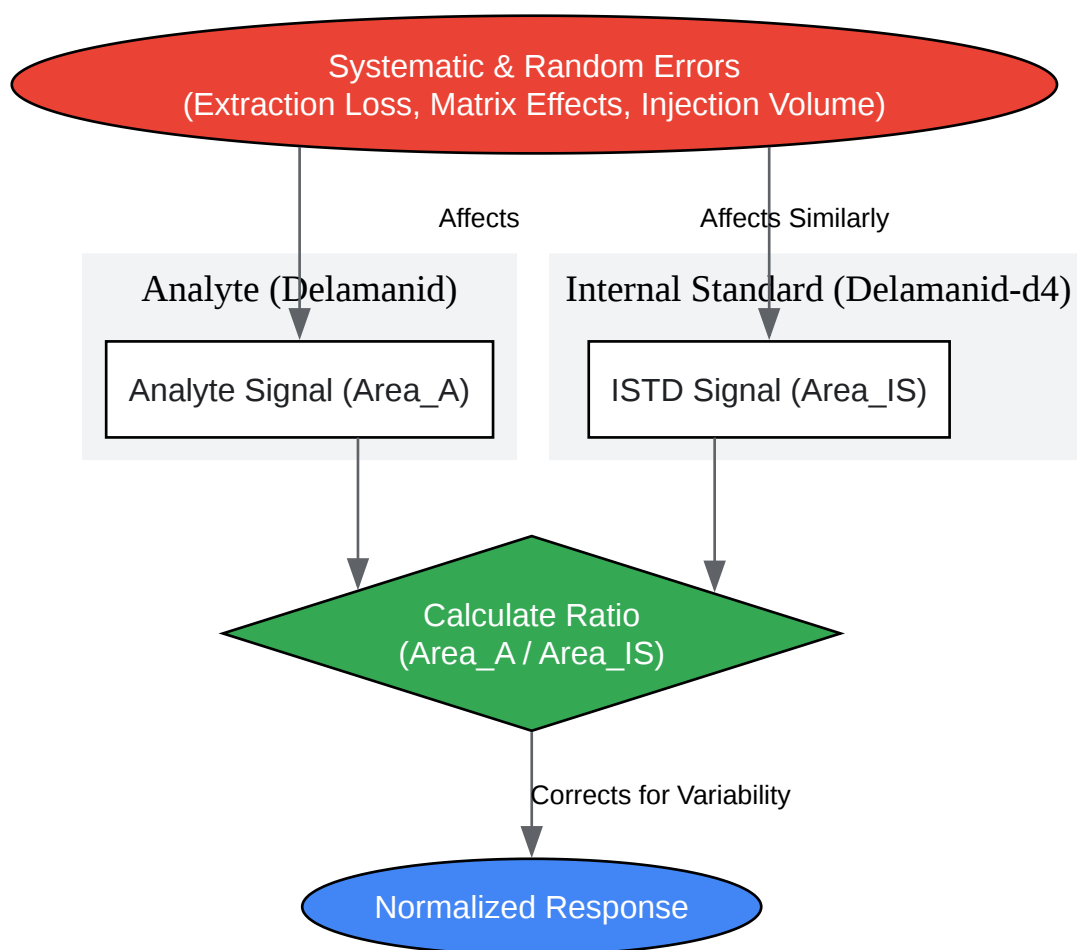 Systematic & Random Errors
(Extraction Loss, Matrix Effects, Injection Volume)
Affects
Affects Similarly
Analyte (Delamanid)
Internal Standard (Delamanid-d4)
Analyte Signal (Area_A)
ISTD Signal (Area_IS)
Calculate Ratio
(Area_A / Area_IS)
Corrects for Variability
Normalized Response